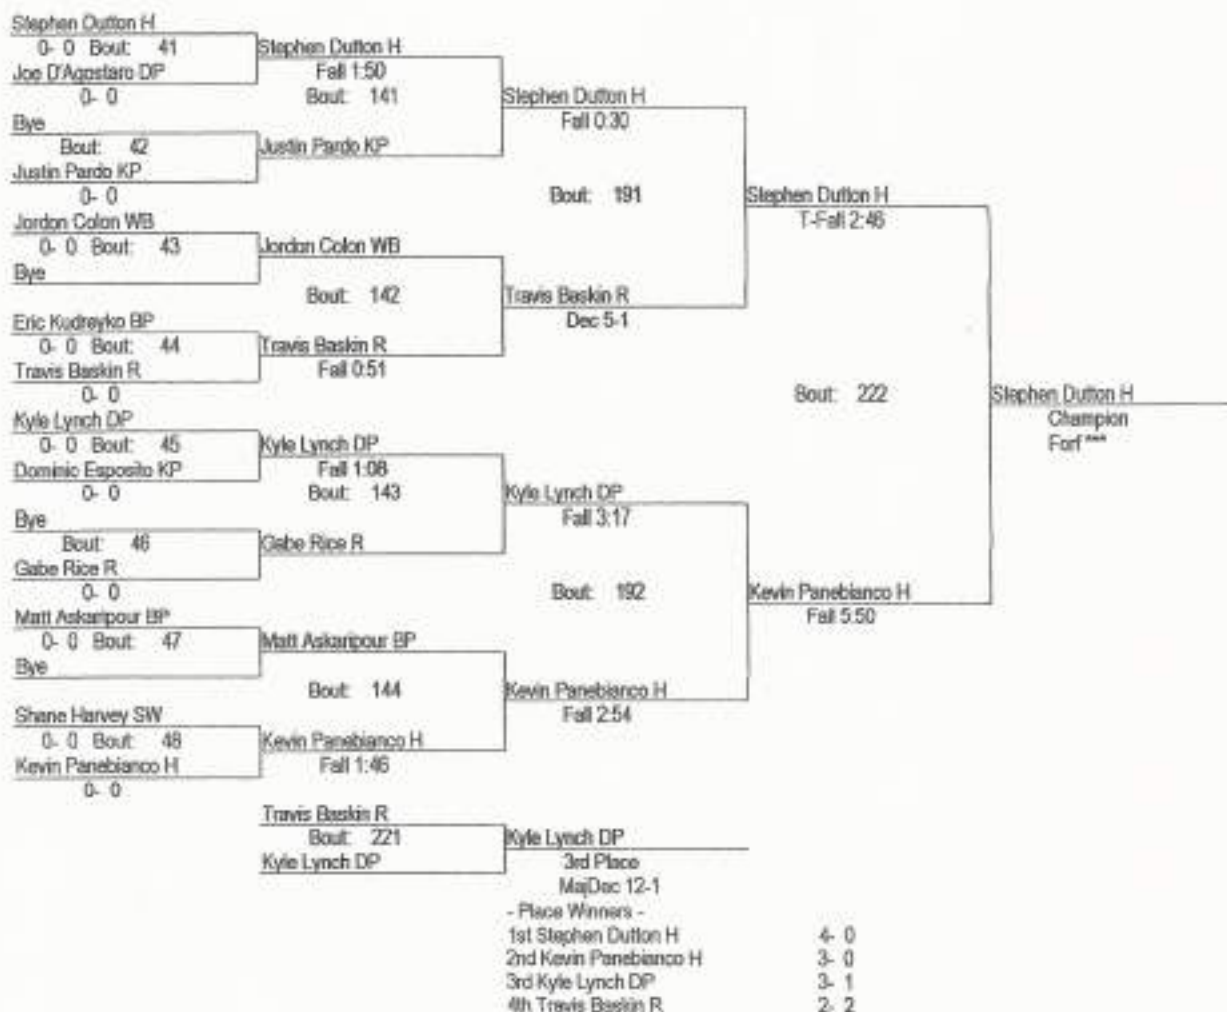 Stephen Dutton H
0- 0 Bout: 41
Joe D'Agostaro DP
0- 0
Stephen Dutton H
Fall 1:50
Bout: 141
Bye
Bout: 42
Justin Pardo KP
0- 0
Justin Pardo KP
Stephen Dutton H
Fall 0:30
Bout: 191
Jordon Colon WB
0- 0 Bout: 43
Bye
Jordon Colon WB
Bout: 142
Eric Kudreyko BP
0- 0 Bout: 44
Travis Baskin R
0- 0
Travis Baskin R
Fall 0:51
Travis Baskin R
Dec 5-1
Stephen Dutton H
T-Fall 2:46
Bout: 222
Stephen Dutton H
Champion
Forf ***
Kyle Lynch DP
0- 0 Bout: 45
Dominic Esposito KP
0- 0
Kyle Lynch DP
Fall 1:08
Bout: 143
Bye
Bout: 46
Gabe Rice R
0- 0
Gabe Rice R
Kyle Lynch DP
Fall 3:17
Bout: 192
Matt Askaripour BP
0- 0 Bout: 47
Bye
Matt Askaripour BP
Bout: 144
Shane Harvey SW
0- 0 Bout: 48
Kevin Panebianco H
0- 0
Kevin Panebianco H
Fall 1:46
Kevin Panebianco H
Fall 2:54
Kevin Panebianco H
Fall 5:50
Travis Baskin R
Bout: 221
Kyle Lynch DP
Kyle Lynch DP
3rd Place
MajDec 12-1
- Place Winners -
1st Stephen Dutton H 4- 0
2nd Kevin Panebianco H 3- 0
3rd Kyle Lynch DP 3- 1
4th Travis Baskin R 2- 2